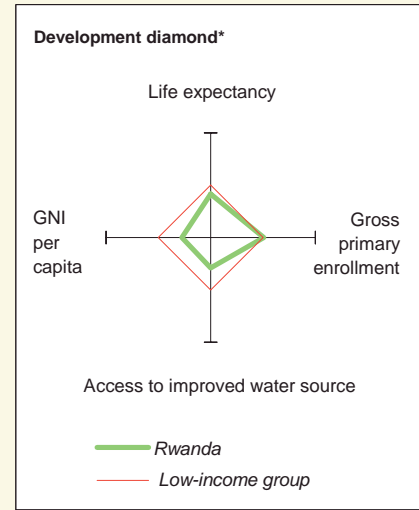 Development diamond*
Life expectancy
GNI
per
capita
Gross
primary
enrollment
Access to improved water source
Rwanda
Low-income group